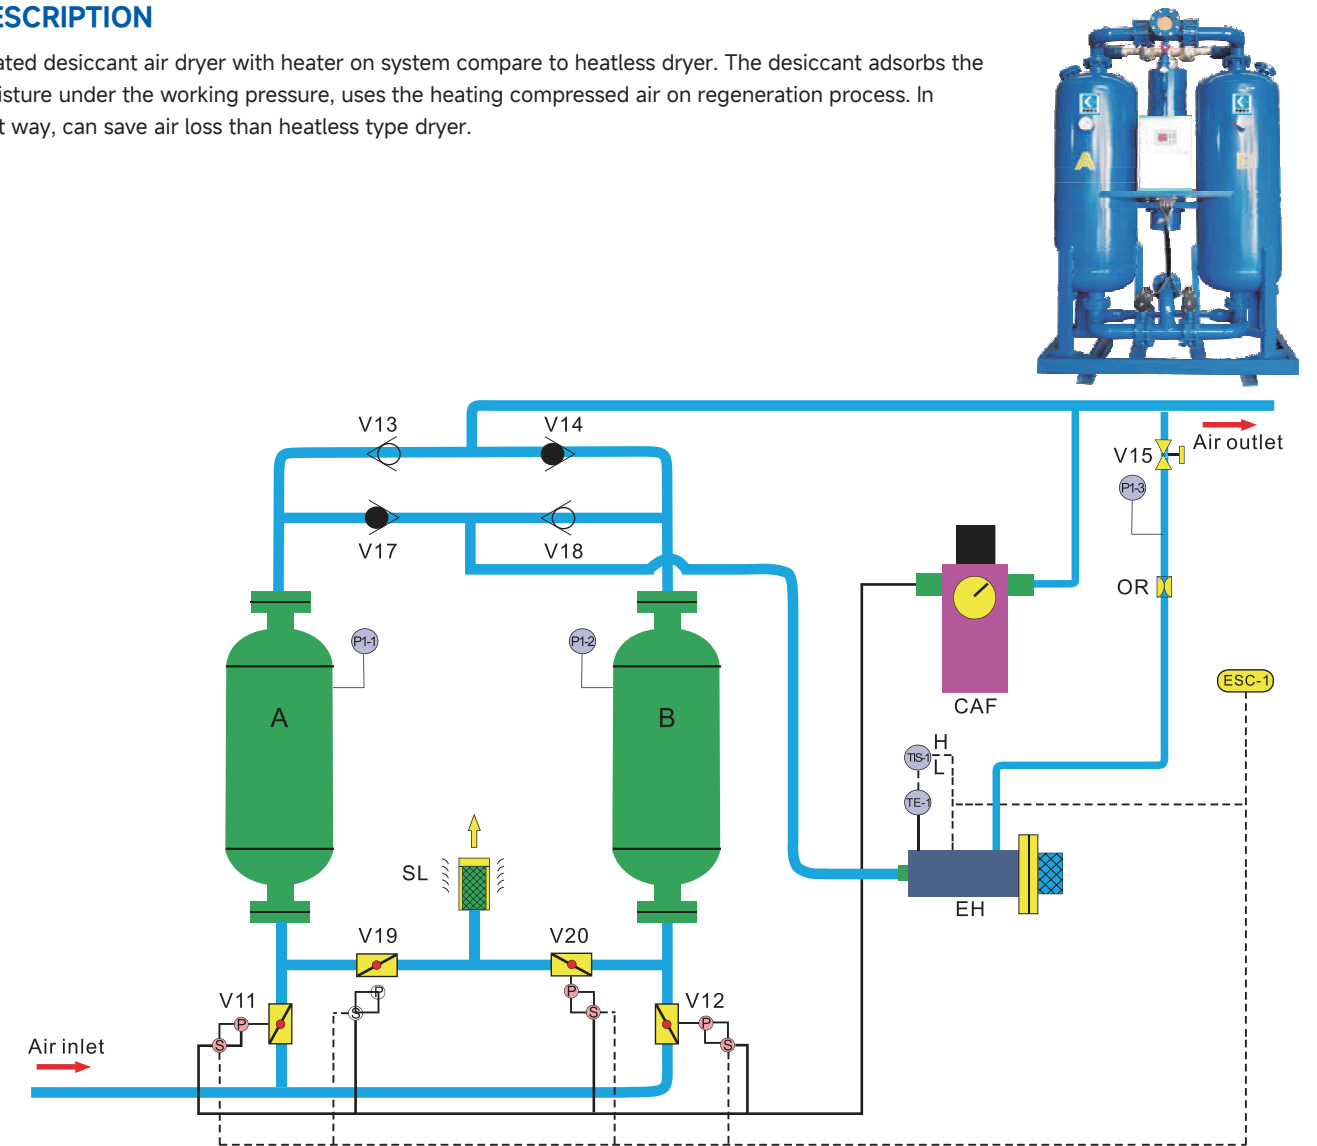 ESCRIPTION
ated desiccant air dryer with heater on system compare to heatless dryer. The desiccant adsorbs the
isture under the working pressure, uses the heating compressed air on regeneration process. In
t way, can save air loss than heatless type dryer.
A
V13
V14
Air outlet
V15
P1-3
V17
V18
OR
P1-1
P1-2
ESC-1
CAF
A
B
H
TIS-1
L
TE-1
SL
EH
V19
V20
P
P
V11
V12
S
S
P
P
Air inlet
S
S